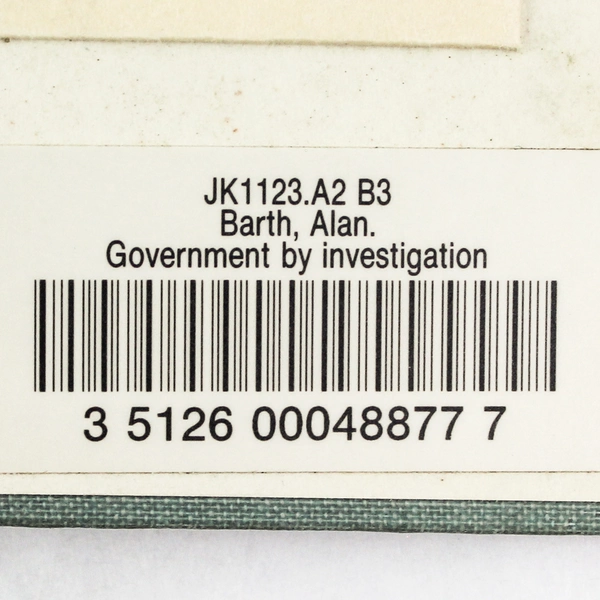 JK1123.A2 B3
Barth, Alan.
Government by investigation
3 5126 00048877 7